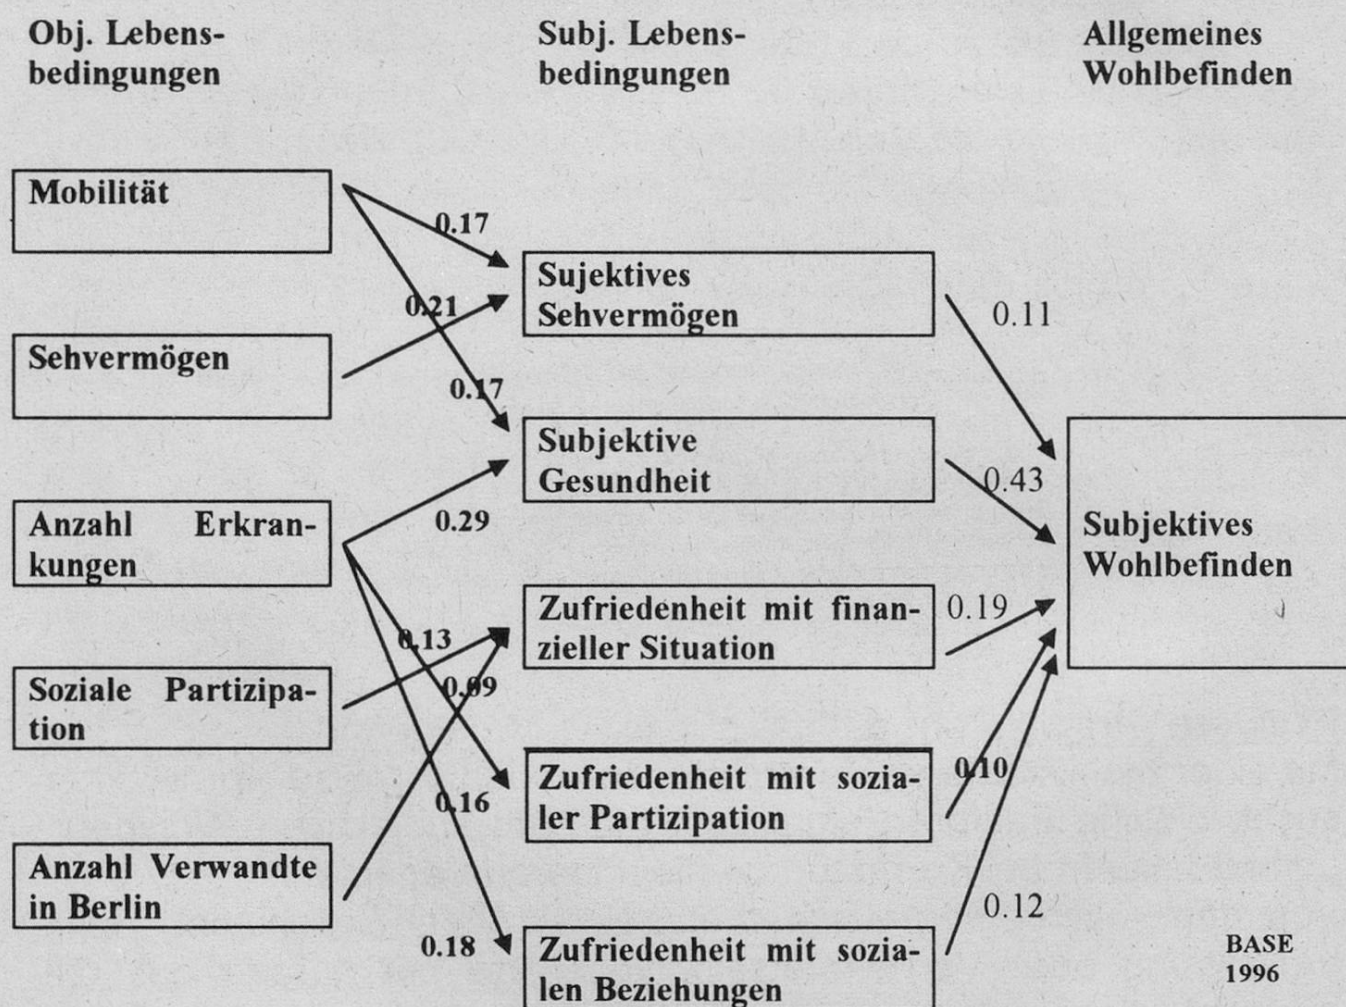 Obj. Lebens-
bedingungen
Subj. Lebens-
bedingungen
Allgemeines
Wohlbefinden
Mobilität
Sehvermögen
Anzahl Erkran-
kungen
Soziale Partizipa-
tion
Anzahl Verwandte
in Berlin
0.17
0.21
0.17
0.29
0.13
0.09
0.16
0.18
Sujektives
Sehvermögen
Subjektive
Gesundheit
Zufriedenheit mit finan-
zieller Situation
Zufriedenheit mit sozia-
ler Partizipation
Zufriedenheit mit sozia-
len Beziehungen
0.11
0.43
0.19
0.10
0.12
Subjektives
Wohlbefinden
BASE
1996